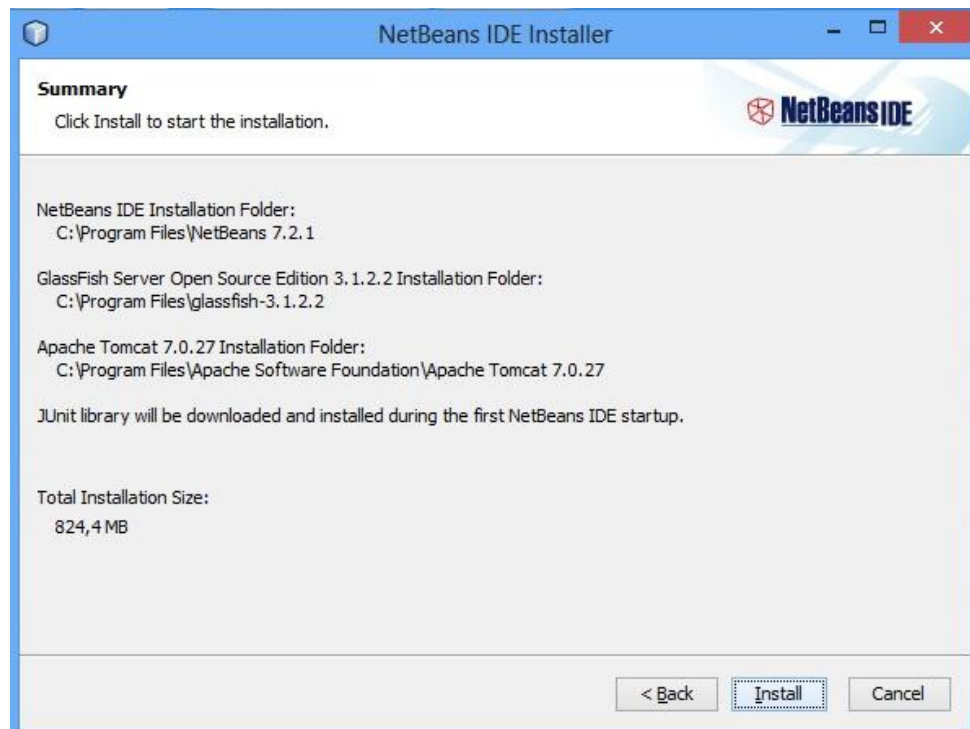 NetBeans IDE Installer
Summary
Click Install to start the installation.
NetBeans IDE
NetBeans IDE Installation Folder:
C:\Program Files\NetBeans 7.2.1
GlassFish Server Open Source Edition 3.1.2.2 Installation Folder:
C:\Program Files\glassfish-3.1.2.2
Apache Tomcat 7.0.27 Installation Folder:
C:\Program Files\Apache Software Foundation\Apache Tomcat 7.0.27
JUnit library will be downloaded and installed during the first NetBeans IDE startup.
Total Installation Size:
824,4 MB
< Back Install Cancel